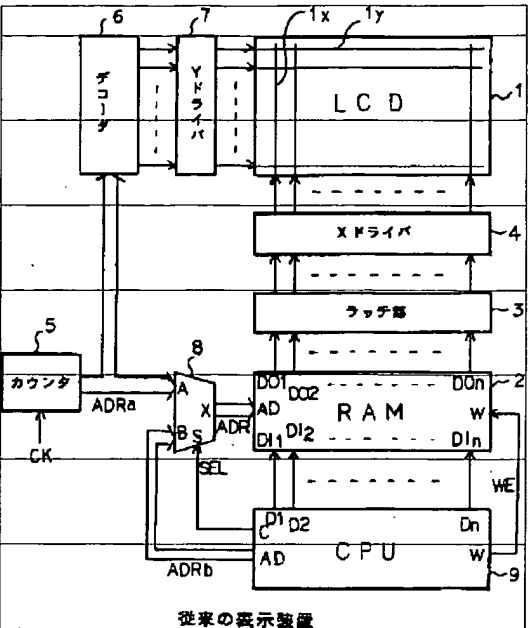 6
7
1x
1y
デコーダ
Yドライバ
LCD
1
Xドライバ
4
ラッチ部
3
5
カウンタ
ADRa
CK
8
A
B
S
X
ADR
SEL
DO1
DO2
DOn
2
AD
RAM
W
DI1
DI2
DIn
WE
D1
D2
Dn
C
AD
CPU
W
9
ADRb
従来の表示装置